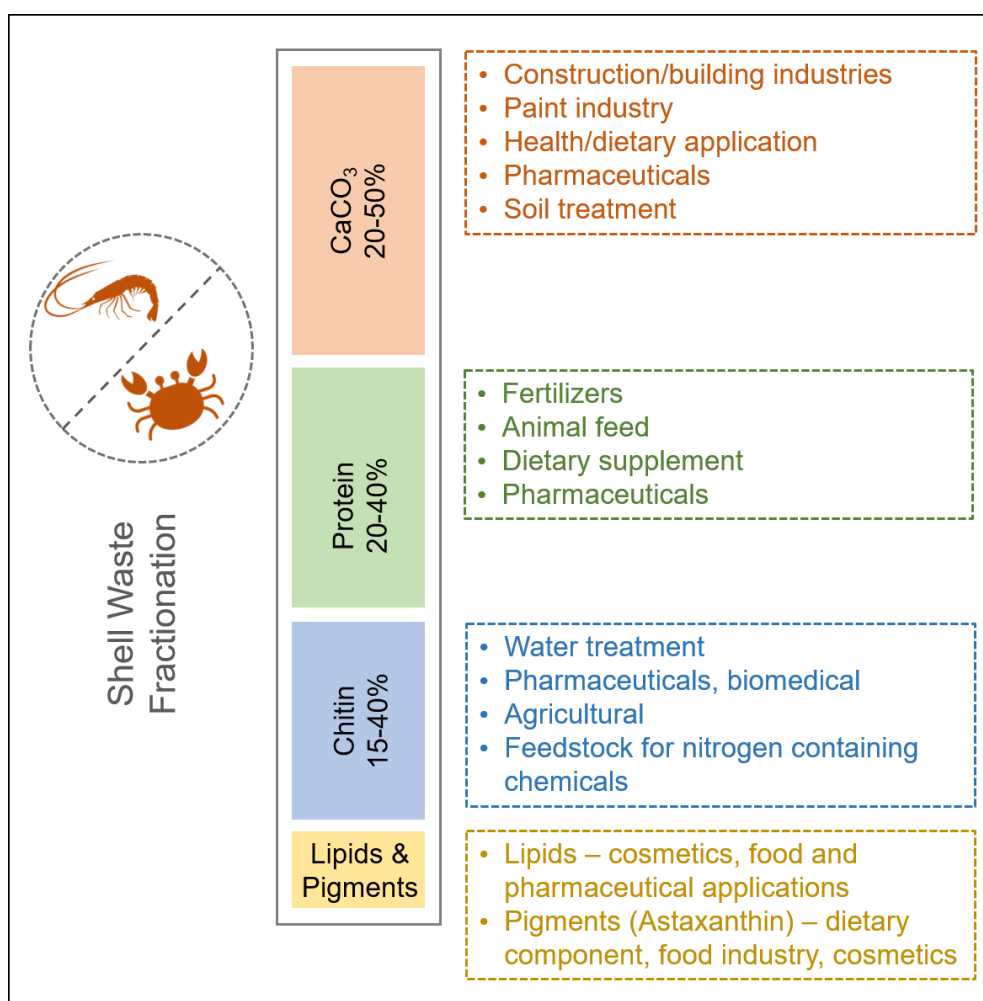 Shell Waste
Fractionation
CaCO₃
20-50%
• Construction/building industries
• Paint industry
• Health/dietary application
• Pharmaceuticals
• Soil treatment
Protein
20-40%
• Fertilizers
• Animal feed
• Dietary supplement
• Pharmaceuticals
Chitin
15-40%
• Water treatment
• Pharmaceuticals, biomedical
• Agricultural
• Feedstock for nitrogen containing
chemicals
Lipids &
Pigments
• Lipids – cosmetics, food and
pharmaceutical applications
• Pigments (Astaxanthin) – dietary
component, food industry, cosmetics